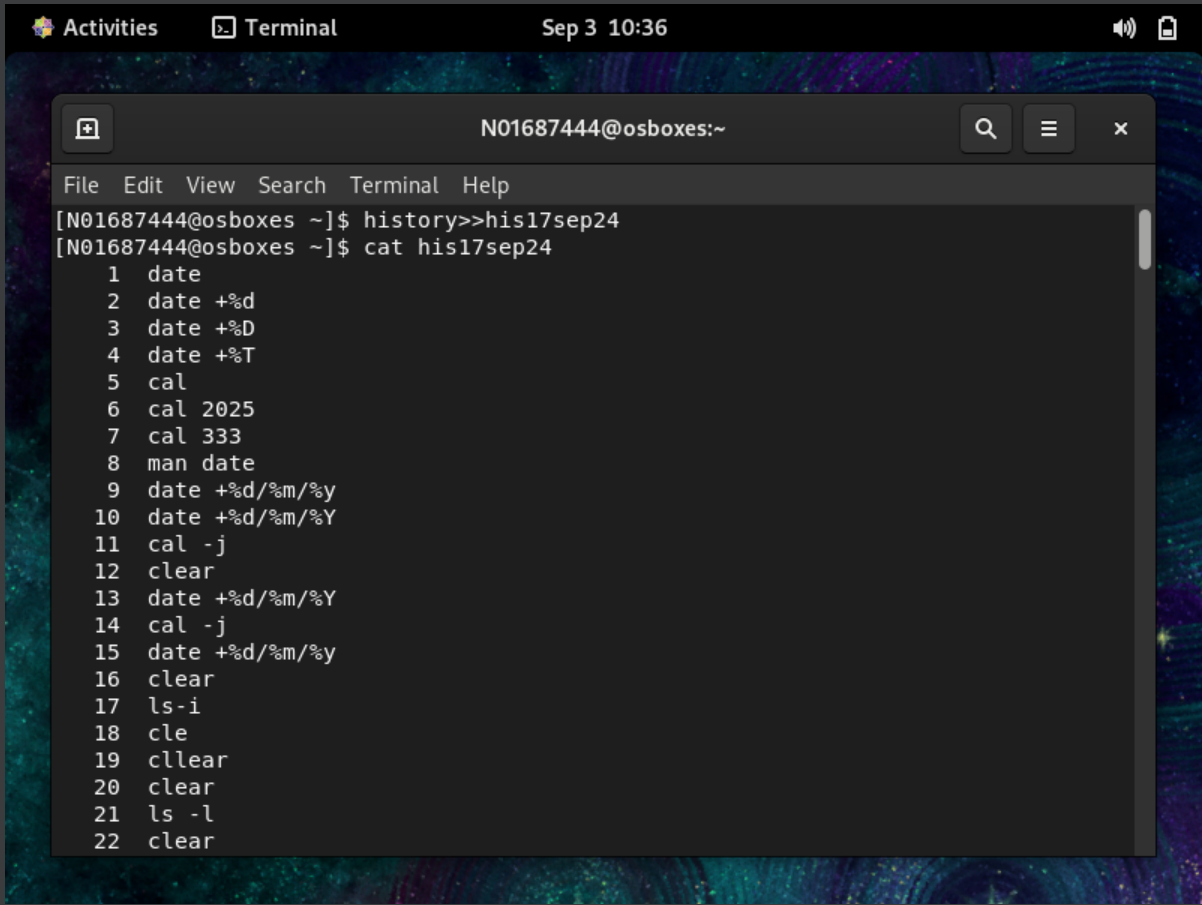 Activities Terminal Sep 3 10:36
N01687444@osboxes:~
File Edit View Search Terminal Help
[N01687444@osboxes ~]$ history>>his17sep24
[N01687444@osboxes ~]$ cat his17sep24
1 date
2 date +%d
3 date +%D
4 date +%T
5 cal
6 cal 2025
7 cal 333
8 man date
9 date +%d/%m/%y
10 date +%d/%m/%Y
11 cal -j
12 clear
13 date +%d/%m/%Y
14 cal -j
15 date +%d/%m/%y
16 clear
17 ls-i
18 cle
19 cllear
20 clear
21 ls -l
22 clear